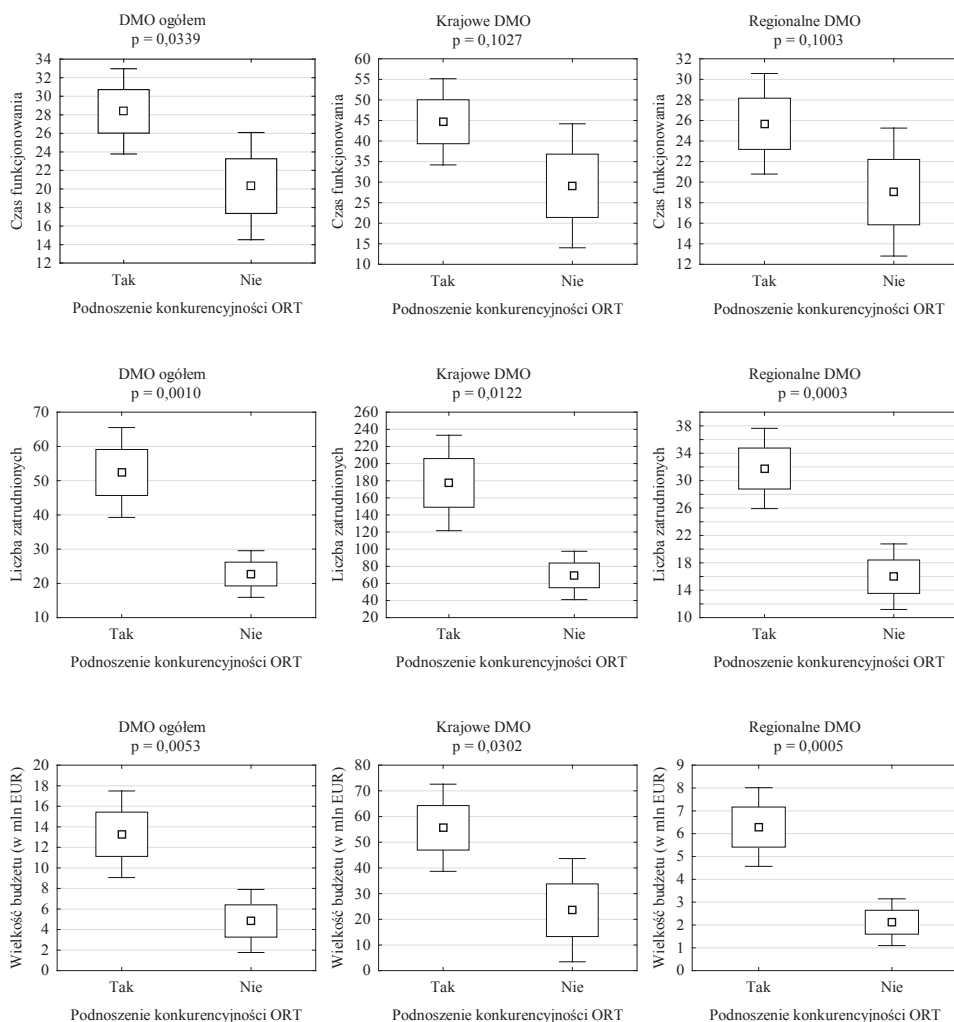 DMO ogółem
p = 0,0339
Czas funkcjonowania
34
32
30
28
26
24
22
20
18
16
14
12
Tak
Nie
Podnoszenie konkurencyjności ORT
Krajowe DMO
p = 0,1027
Czas funkcjonowania
60
55
50
45
40
35
30
25
20
15
10
Tak
Nie
Podnoszenie konkurencyjności ORT
Regionalne DMO
p = 0,1003
Czas funkcjonowania
32
30
28
26
24
22
20
18
16
14
12
Tak
Nie
Podnoszenie konkurencyjności ORT
DMO ogółem
p = 0,0010
Liczba zatrudnionych
70
60
50
40
30
20
10
Tak
Nie
Podnoszenie konkurencyjności ORT
Krajowe DMO
p = 0,0122
Liczba zatrudnionych
260
240
220
200
180
160
140
120
100
80
60
40
20
Tak
Nie
Podnoszenie konkurencyjności ORT
Regionalne DMO
p = 0,0003
Liczba zatrudnionych
38
36
32
26
22
20
16
14
10
Tak
Nie
Podnoszenie konkurencyjności ORT
DMO ogółem
p = 0,0053
Wielkość budżetu (w mln EUR)
20
18
16
14
12
10
8
6
4
2
0
Tak
Nie
Podnoszenie konkurencyjności ORT
Krajowe DMO
p = 0,0302
Wielkość budżetu (w mln EUR)
80
70
60
50
40
30
20
10
0
Tak
Nie
Podnoszenie konkurencyjności ORT
Regionalne DMO
p = 0,0005
Wielkość budżetu (w mln EUR)
9
8
7
6
5
4
3
2
1
0
Tak
Nie
Podnoszenie konkurencyjności ORT